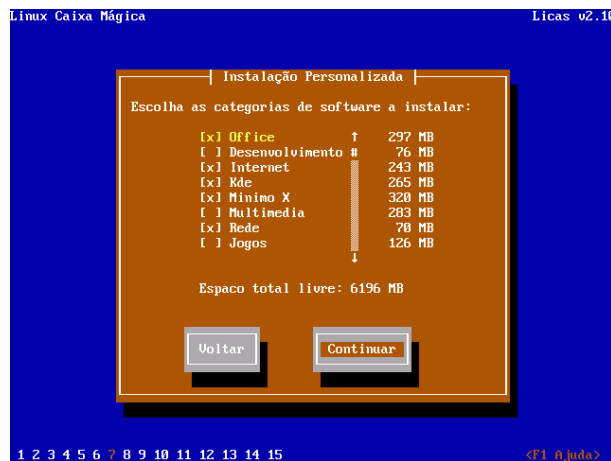 Linux Caixa Mágica Licas v2.10
Instalação Personalizada
Escolha as categorias de software a instalar:
[x] Office ↑ 297 MB
[ ] Desenvolvimento # 76 MB
[x] Internet 243 MB
[x] Kde 265 MB
[x] Minimo X 320 MB
[ ] Multimedia 283 MB
[x] Rede 70 MB
[ ] Jogos 126 MB
↓
Espaco total livre: 6196 MB
Voltar Continuar
1 2 3 4 5 6 7 8 9 10 11 12 13 14 15 <F1 Ajuda>